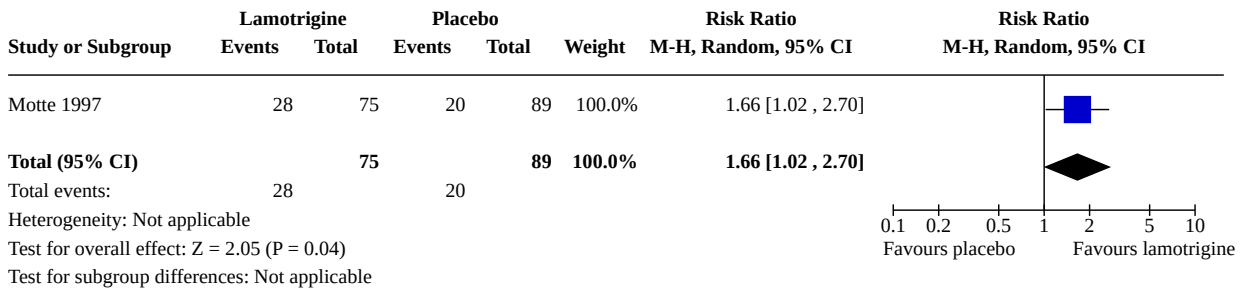 Lamotrigine Placebo Risk Ratio Risk Ratio
Study or Subgroup Events Total Events Total Weight M-H, Random, 95% CI M-H, Random, 95% CI
Motte 1997 28 75 20 89 100.0% 1.66 [1.02 , 2.70]
Total (95% CI) 75 89 100.0% 1.66 [1.02 , 2.70]
Total events: 28 20
Heterogeneity: Not applicable
0.1 0.2 0.5 1 2 5 10
Test for overall effect: Z = 2.05 (P = 0.04) Favours placebo Favours lamotrigine
Test for subgroup differences: Not applicable